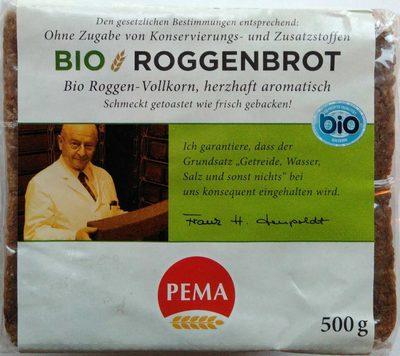 Den gesetzlichen Bestimmungen entsprechend:
Ohne Zugabe von Konservierungs- und Zusatzstoffen
BIO ROGGENBROT
Bio Roggen-Vollkorn, herzhaft aromatisch
Schmeckt getoastet wie frisch gebacken!
bio
Ich garantiere, dass der
Grundsatz „Getreide, Wasser,
Salz und sonst nichts" bei
uns konsequent eingehalten wird.
Franz H. Leupoldt
PEMA
500 g